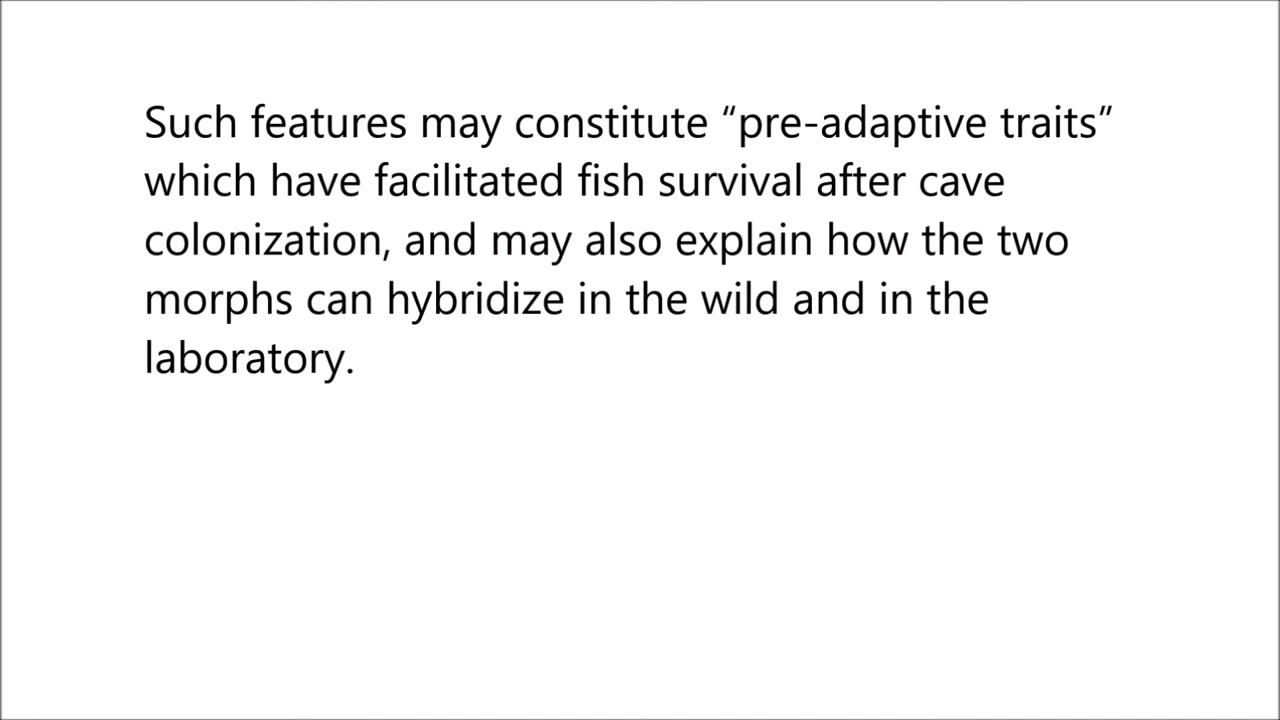 Such features may constitute “pre-adaptive traits”
which have facilitated fish survival after cave
colonization, and may also explain how the two
morphs can hybridize in the wild and in the
laboratory.